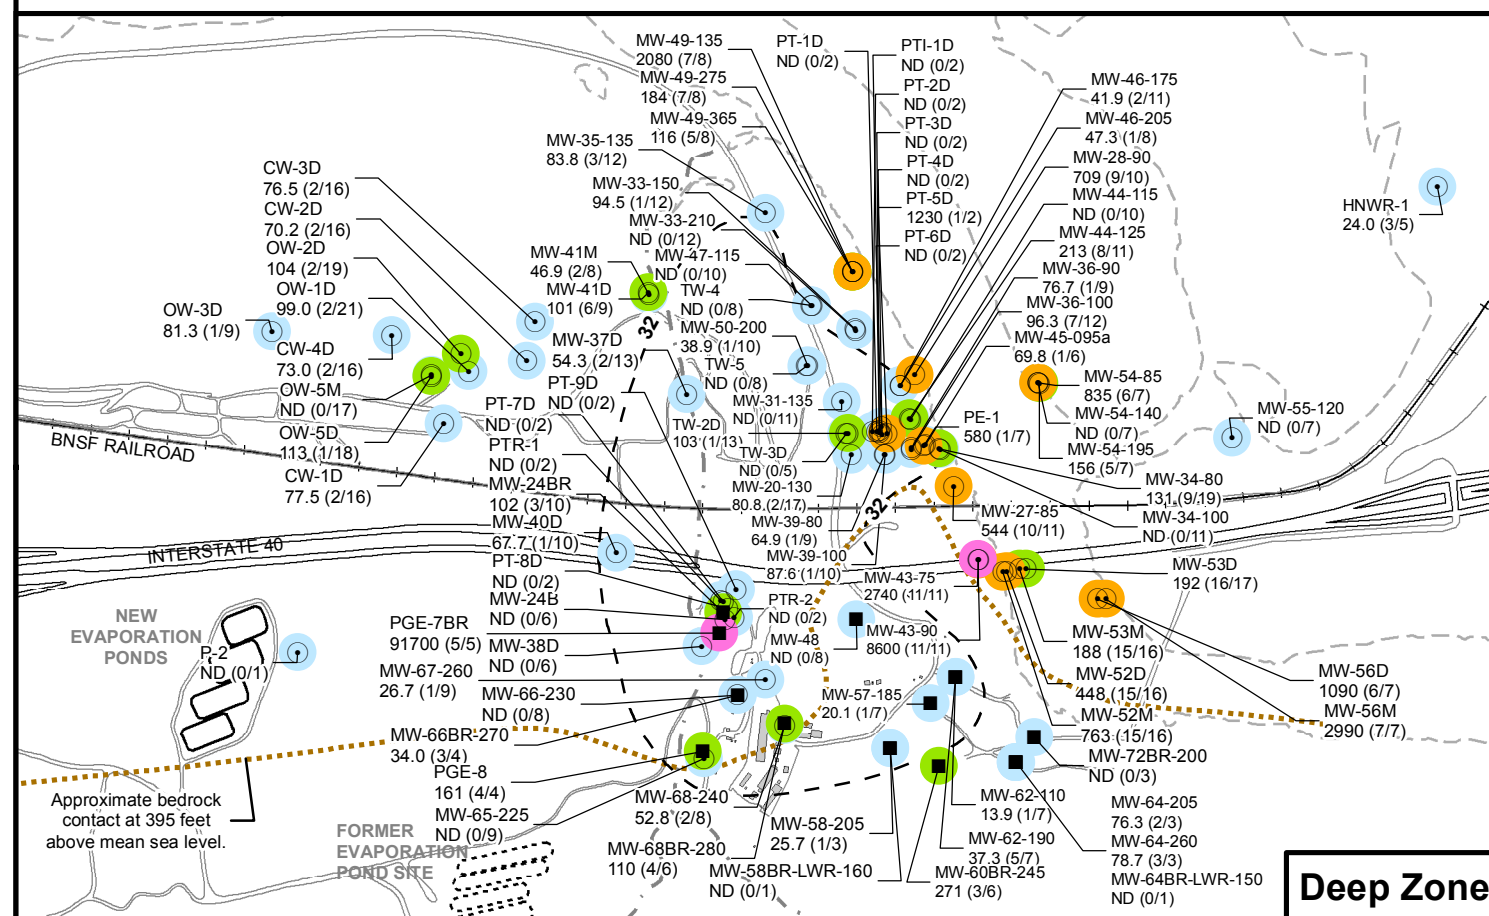 MW-49-135
2080 (7/8)
MW-49-275
184 (7/8)
MW-49-365
116 (5/8)
PT-1D
ND (0/2)
PTI-1D
ND (0/2)
PT-2D
ND (0/2)
PT-3D
ND (0/2)
PT-4D
ND (0/2)
PT-5D
1230 (1/2)
PT-6D
ND (0/2)
MW-46-175
41.9 (2/11)
MW-46-205
47.3 (1/8)
MW-28-90
709 (9/10)
MW-44-115
ND (0/10)
MW-44-125
213 (8/11)
MW-36-90
76.7 (1/9)
MW-36-100
96.3 (7/12)
MW-45-095a
69.8 (1/6)
HNWR-1
24.0 (3/5)
MW-35-135
83.8 (3/12)
MW-33-150
94.5 (1/12)
MW-33-210
ND (0/12)
MW-47-115
ND (0/10)
TW-4
ND (0/8)
MW-50-200
38.9 (1/10)
TW-5
ND (0/8)
MW-31-135
ND (0/11)
TW-2D
103 (1/13)
TW-3D
ND (0/5)
MW-20-130
80.8 (2/17)
MW-39-80
64.9 (1/9)
MW-39-100
87.6 (1/10)
CW-3D
76.5 (2/16)
CW-2D
70.2 (2/16)
OW-2D
104 (2/19)
OW-1D
99.0 (2/21)
OW-3D
81.3 (1/9)
CW-4D
73.0 (2/16)
OW-5M
ND (0/17)
OW-5D
113 (1/18)
CW-1D
77.5 (2/16)
MW-41M
46.9 (2/8)
MW-41D
101 (6/9)
32
MW-37D
54.3 (2/13)
PT-9D
ND (0/2)
PT-7D
ND (0/2)
PTR-1
ND (0/2)
MW-24BR
102 (3/10)
MW-40D
67.7 (1/10)
PT-8D
ND (0/2)
MW-24B
ND (0/6)
PGE-7BR
91700 (5/5)
MW-38D
ND (0/6)
MW-67-260
26.7 (1/9)
MW-66-230
ND (0/8)
MW-66BR-270
34.0 (3/4)
PGE-8
161 (4/4)
MW-65-225
ND (0/9)
BNSF RAILROAD
INTERSTATE 40
NEW
EVAPORATION
PONDS
P-2
ND (0/1)
Approximate bedrock
contact at 395 feet
above mean sea level.
FORMER
EVAPORATION
POND SITE
PE-1
580 (1/7)
MW-54-85
835 (6/7)
MW-54-140
ND (0/7)
MW-54-195
156 (5/7)
MW-55-120
ND (0/7)
MW-34-80
131 (9/19)
MW-34-100
ND (0/11)
32
MW-27-85
544 (10/11)
MW-53D
192 (16/17)
MW-43-75
2740 (11/11)
MW-43-90
8600 (11/11)
PTR-2
ND (0/2)
MW-48
ND (0/8)
MW-57-185
20.1 (1/7)
MW-53M
188 (15/16)
MW-52D
448 (15/16)
MW-52M
763 (15/16)
MW-56D
1090 (6/7)
MW-56M
2990 (7/7)
MW-72BR-200
ND (0/3)
MW-68-240
52.8 (2/8)
MW-68BR-280
110 (4/6)
MW-58-205
25.7 (1/3)
MW-58BR-LWR-160
ND (0/1)
MW-62-110
13.9 (1/7)
MW-62-190
37.3 (5/7)
MW-60BR-245
271 (3/6)
MW-64-205
76.3 (2/3)
MW-64-260
78.7 (3/3)
MW-64BR-LWR-150
ND (0/1)
Deep Zone